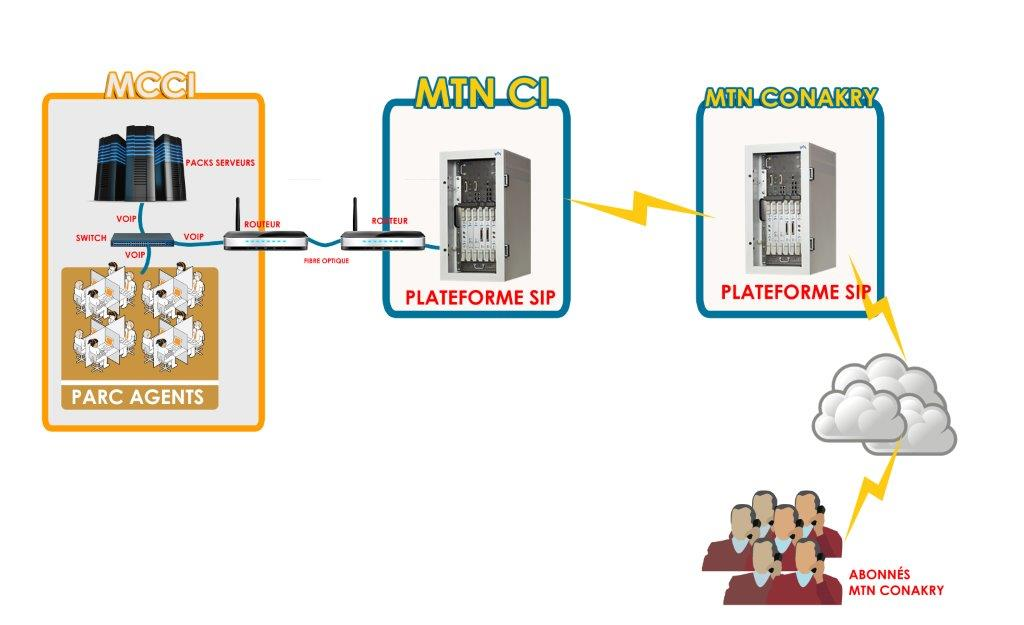 MCCI
MTN CI
MTN CONAKRY
PACKS SERVEURS
VOIP
SWITCH
VOIP
VOIP
ROUTEUR
ROUTEUR
FIBRE OPTIQUE
PLATEFORME SIP
PLATEFORME SIP
PARC AGENTS
ABONNÉS
MTN CONAKRY